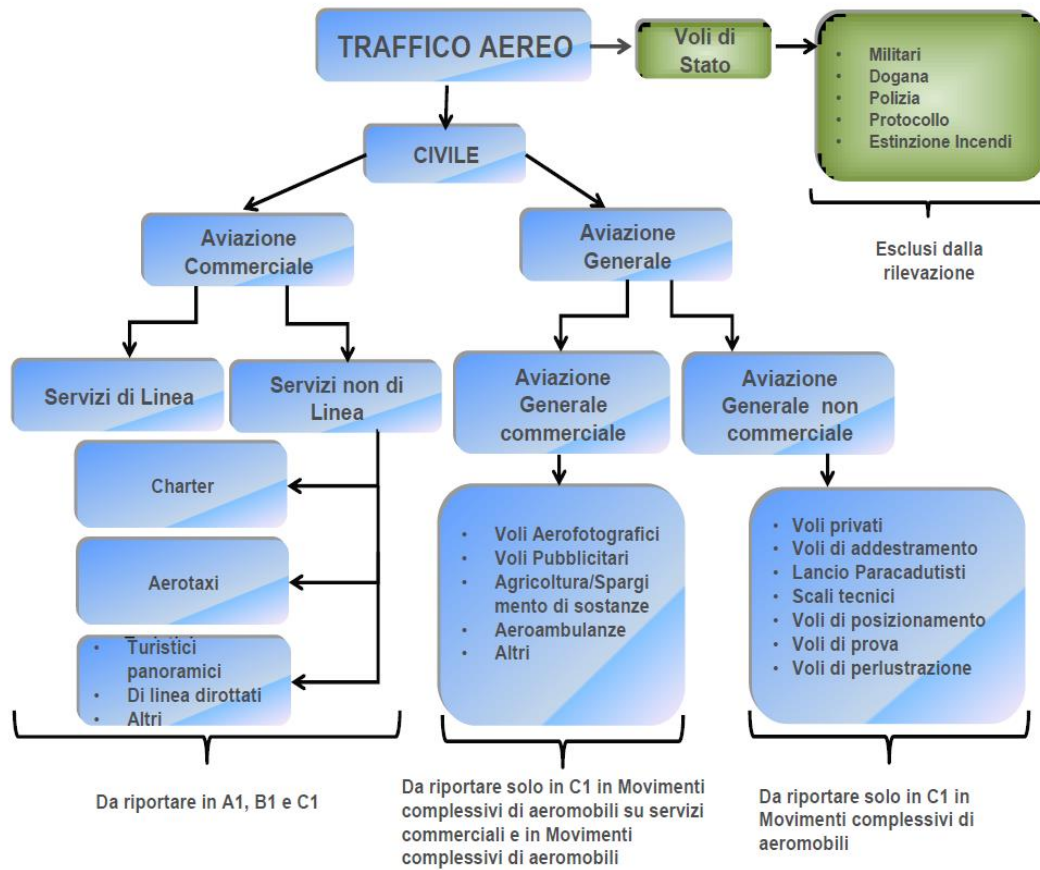 TRAFFICO AEREO
Voli di
Stato
• Militari
• Dogana
• Polizia
• Protocollo
• Estinzione Incendi
Esclusi dalla
rilevazione
CIVILE
Aviazione
Commerciale
Aviazione
Generale
Servizi di Linea
Servizi non di
Linea
Aviazione
Generale
commerciale
Aviazione
Generale non
commerciale
Charter
Aerotaxi
• Turistici
panoramici
• Di linea dirottati
• Altri
• Voli Aerofotografici
• Voli Pubblicitari
• Agricoltura/Spargi
mento di sostanze
• Aeroambulanze
• Altri
• Voli privati
• Voli di addestramento
• Lancio Paracadutisti
• Scali tecnici
• Voli di posizionamento
• Voli di prova
• Voli di perlustrazione
Da riportare in A1, B1 e C1
Da riportare solo in C1 in Movimenti
complessivi di aeromobili su servizi
commerciali e in Movimenti
complessivi di aeromobili
Da riportare solo in C1 in
Movimenti complessivi di
aeromobili